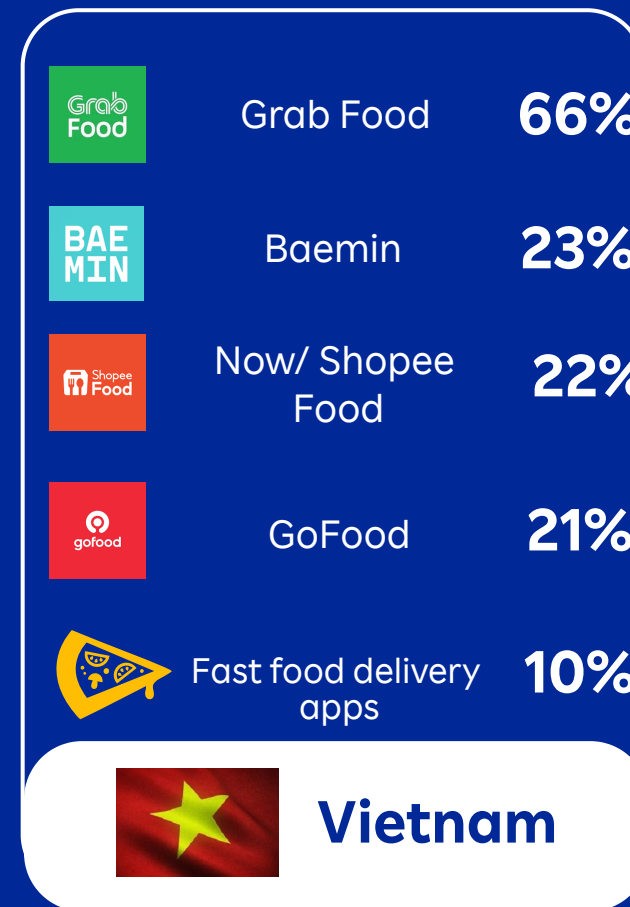 Grab
Food
Grab Food
66%
BAE
MIN
Baemin
23%
Shopee
Food
Now/ Shopee
Food
22%
gofood
GoFood
21%
Fast food delivery
apps
10%
Vietnam